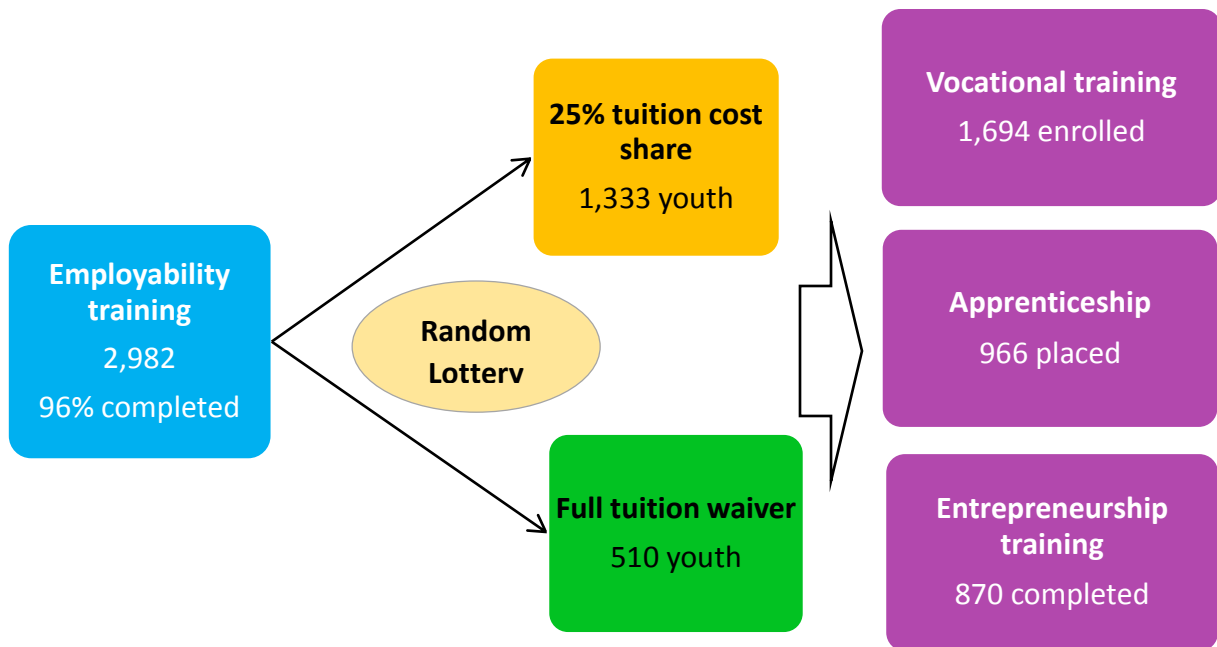 Employability
training
2,982
96% completed
Random
Lottery
25% tuition cost
share
1,333 youth
Full tuition waiver
510 youth
Vocational training
1,694 enrolled
Apprenticeship
966 placed
Entrepreneurship
training
870 completed